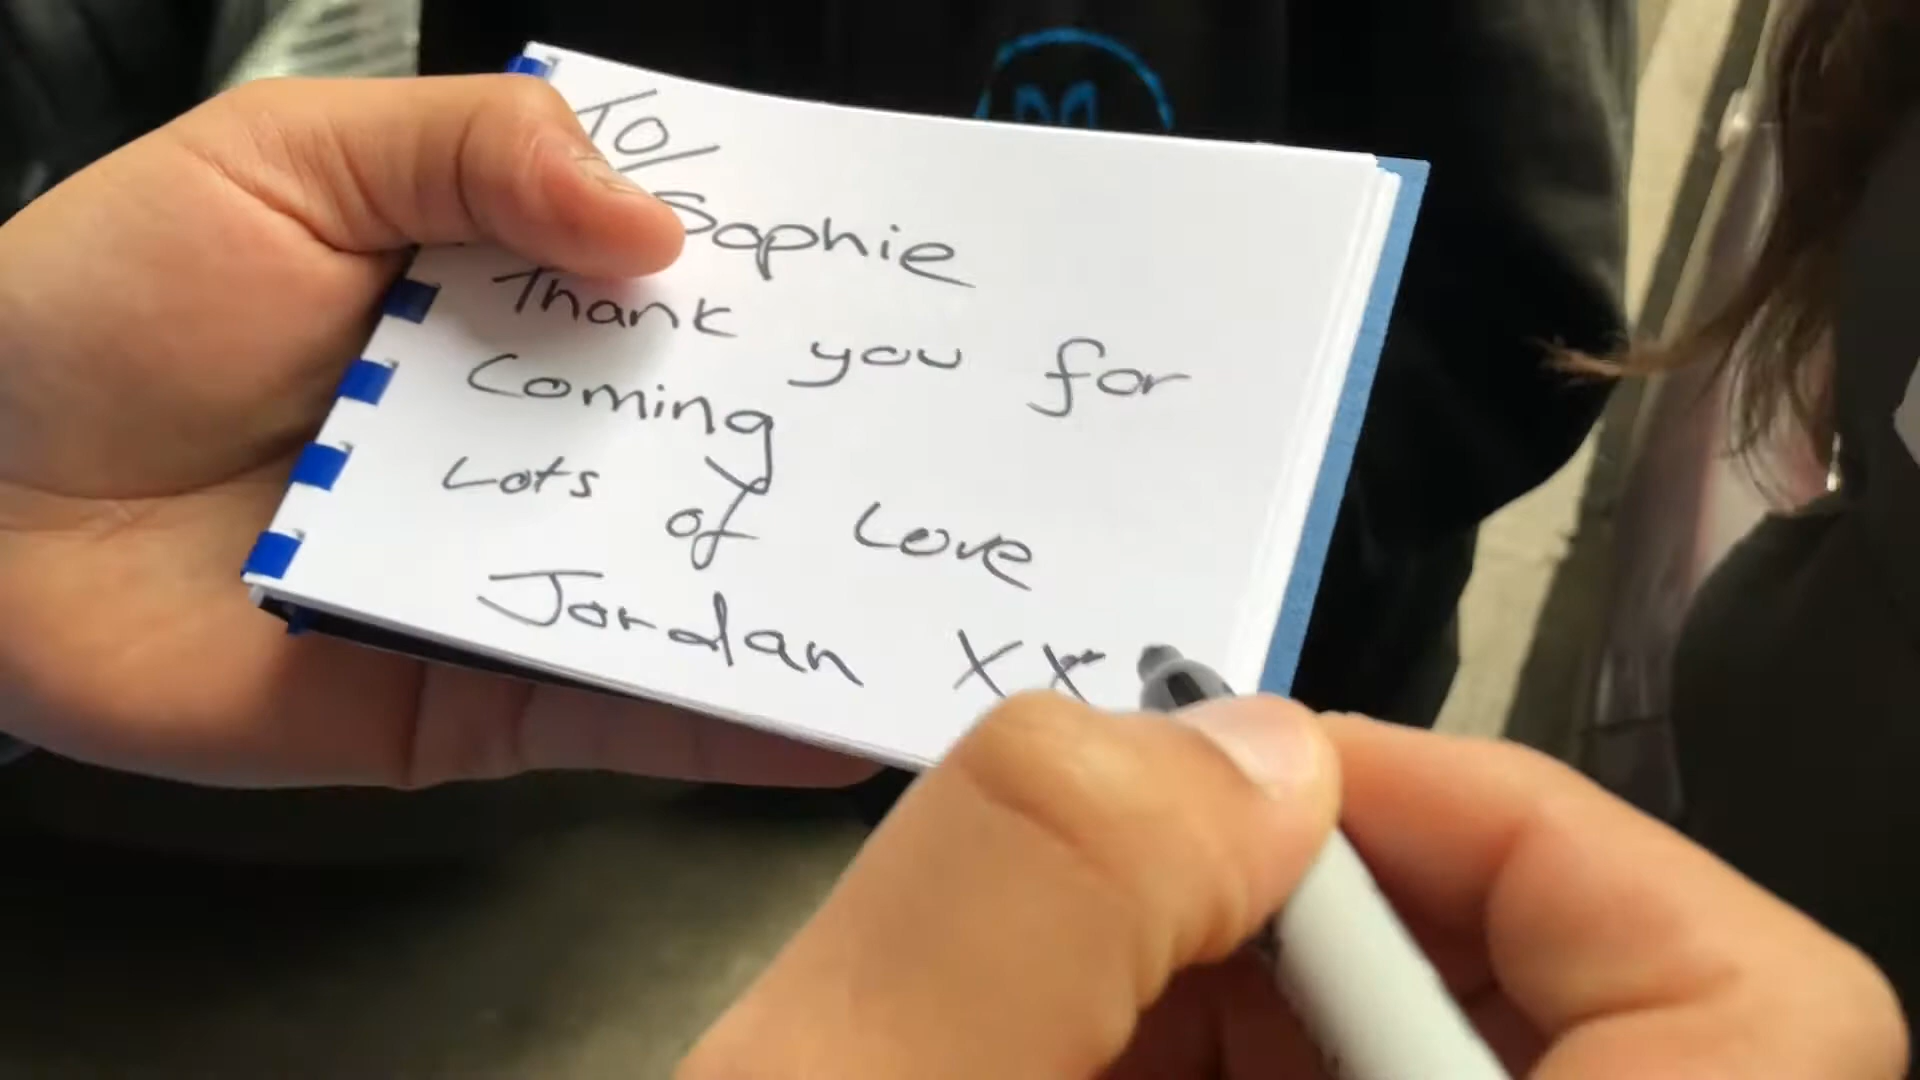 TO/
Sophie
Thank you for
Coming
Lots of Love
Jordan XX